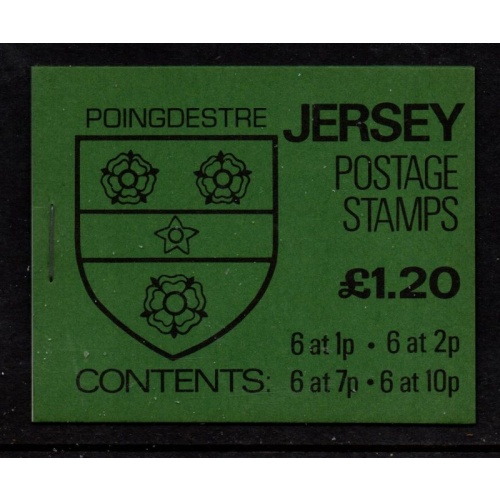 POINGDESTRE
JERSEY
POSTAGE
STAMPS
£1.20
6 at 1p • 6 at 2p
CONTENTS: 6 at 7p • 6 at 10p